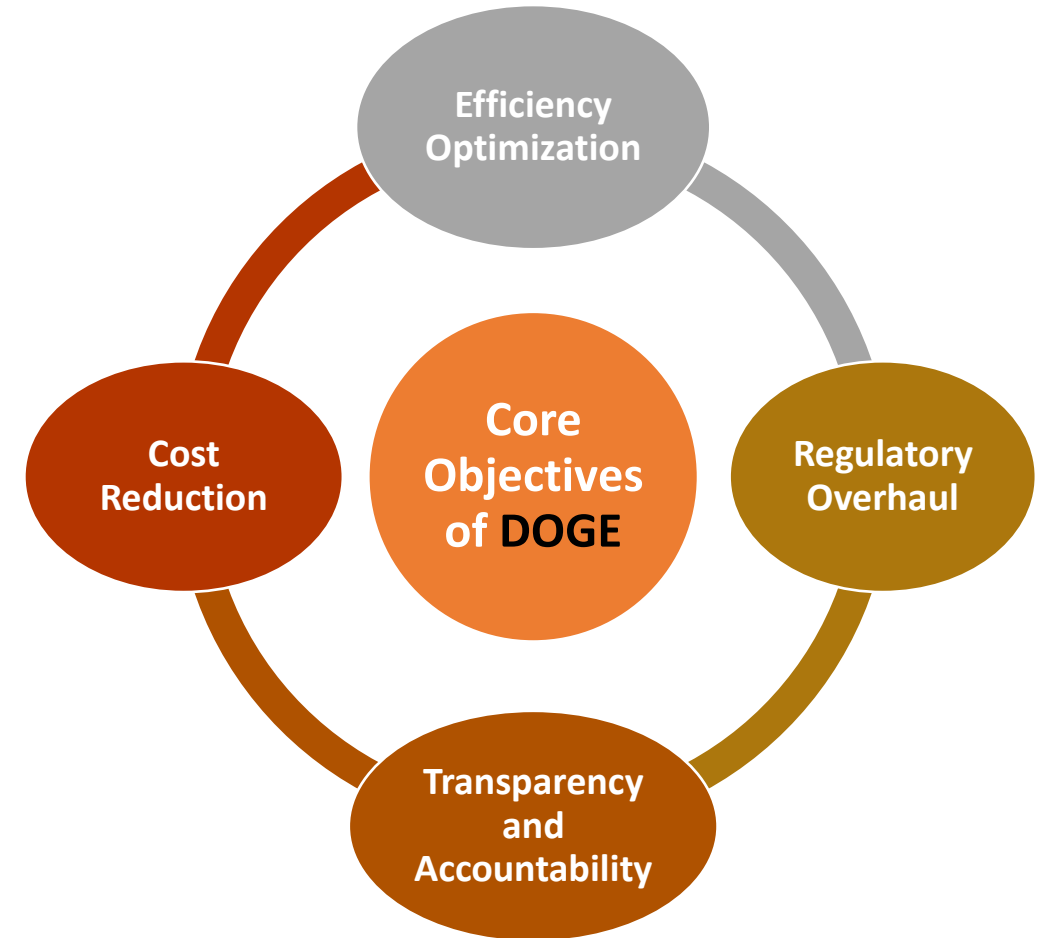 Efficiency
Optimization
Cost
Reduction
Core
Objectives
of DOGE
Regulatory
Overhaul
Transparency
and
Accountability